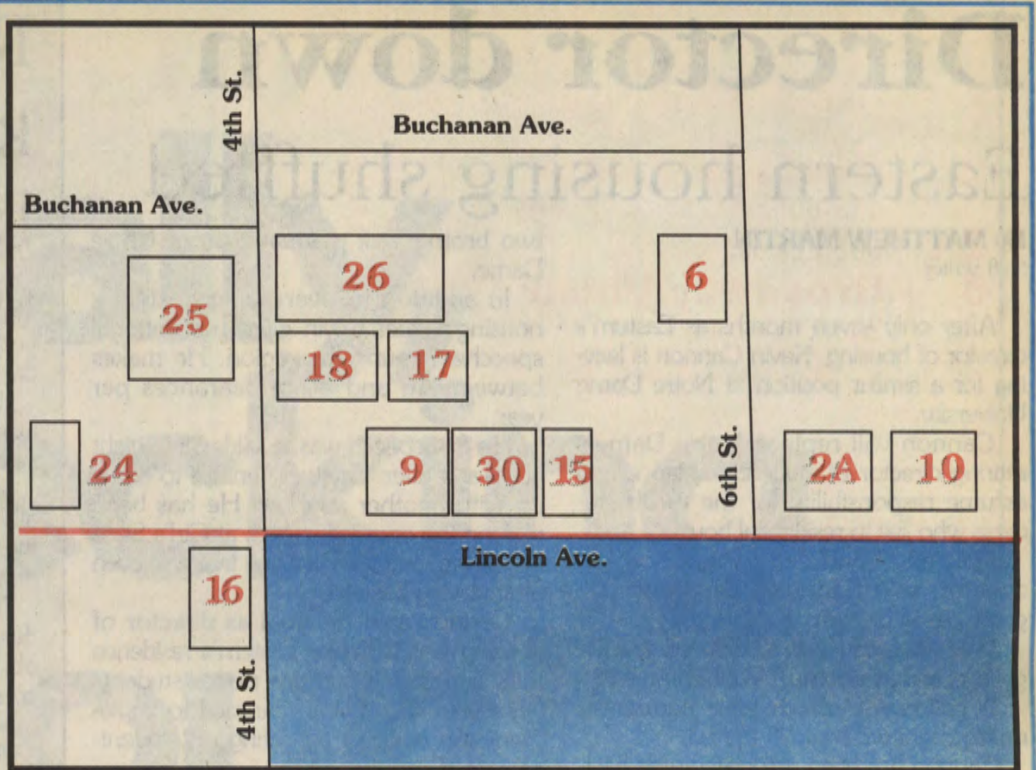 4th St.
Buchanan Ave.
Buchanan Ave.
26
6
25
18
17
24
9
30
15
6th St.
2A
10
Lincoln Ave.
16
4th St.